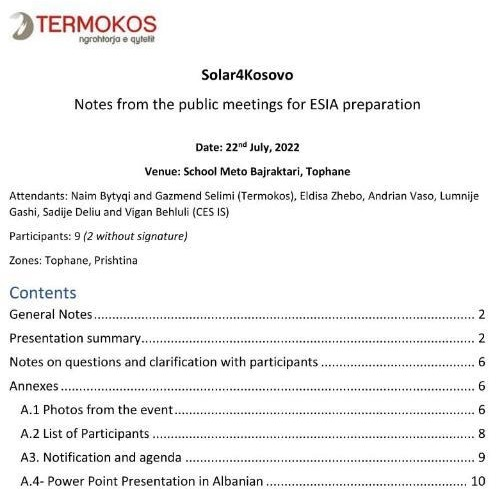 TERMOKOS
ngrohtorja e qytetit
Solar4Kosovo
Notes from the public meetings for ESIA preparation
Date: 22nd July, 2022
Venue: School Meto Bajraktari, Tophane
Attendants: Naim Bytyqi and Gazmend Selimi (Termokos), Eldisa Zhebo, Andrian Vaso, Lumnije
Gashi, Sadije Deliu and Vigan Behluli (CES IS)
Participants: 9 (2 without signature)
Zones: Tophane, Prishtina
Contents
General Notes........................................................................................................ 2
Presentation summary............................................................................................ 2
Notes on questions and clarification with participants ........................................ 6
Annexes ................................................................................................................ 6
A.1 Photos from the event..................................................................................... 6
A.2 List of Participants .......................................................................................... 8
A3. Notification and agenda ................................................................................. 9
A.4- Power Point Presentation in Albanian ......................................................... 10